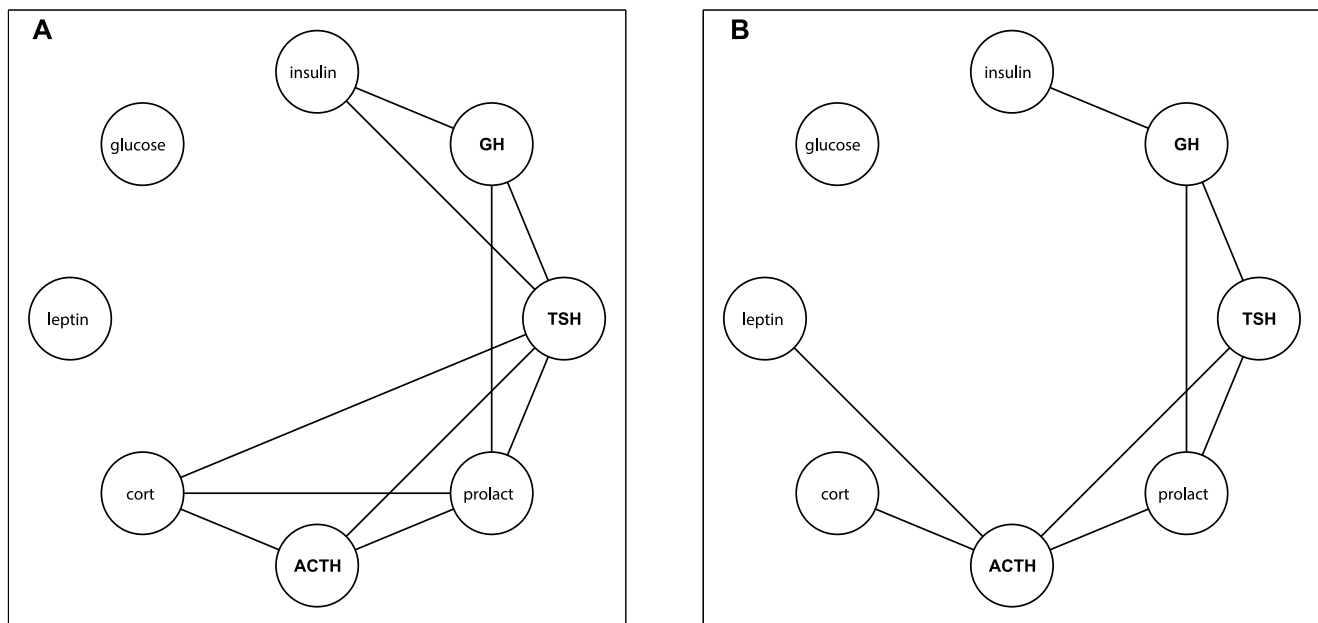 A
insulin
glucose
GH
leptin
TSH
cort
prolact
ACTH
B
insulin
glucose
GH
leptin
TSH
cort
prolact
ACTH